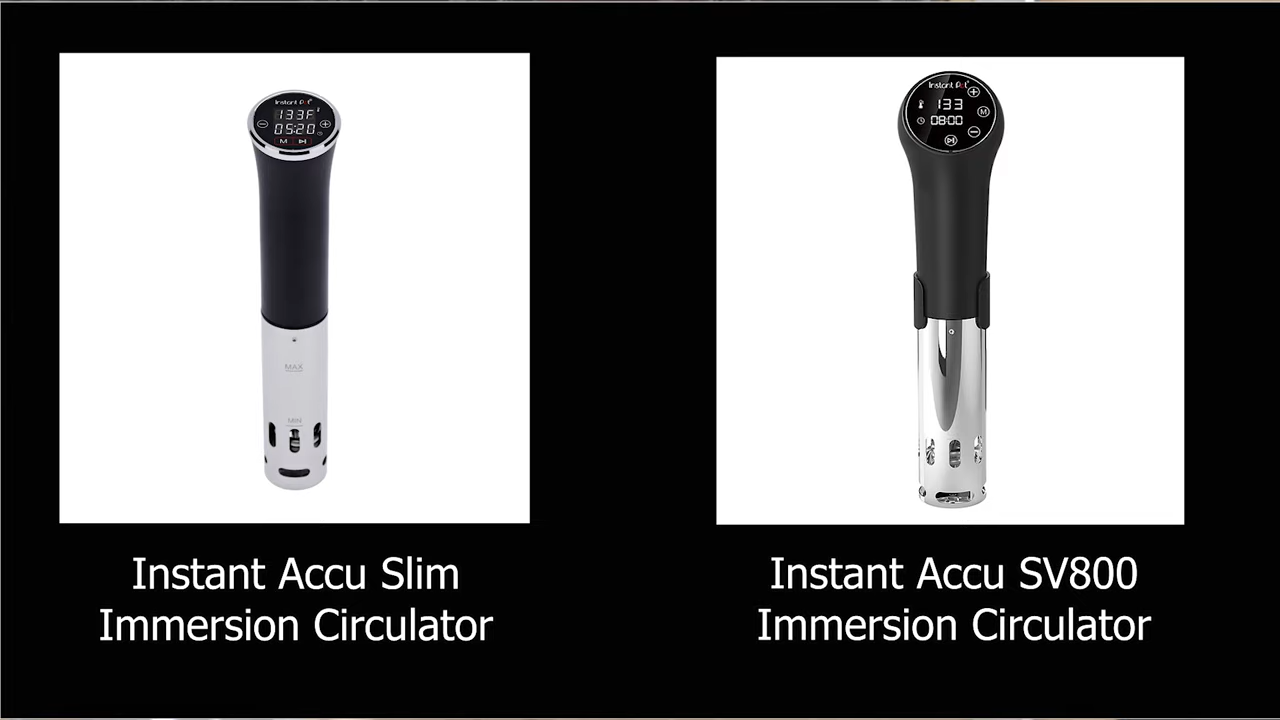 Instant Pot
133F
05:20
M
MAX
MIN
Instant Pot
133
M
08:00
Instant Accu Slim
Immersion Circulator
Instant Accu SV800
Immersion Circulator